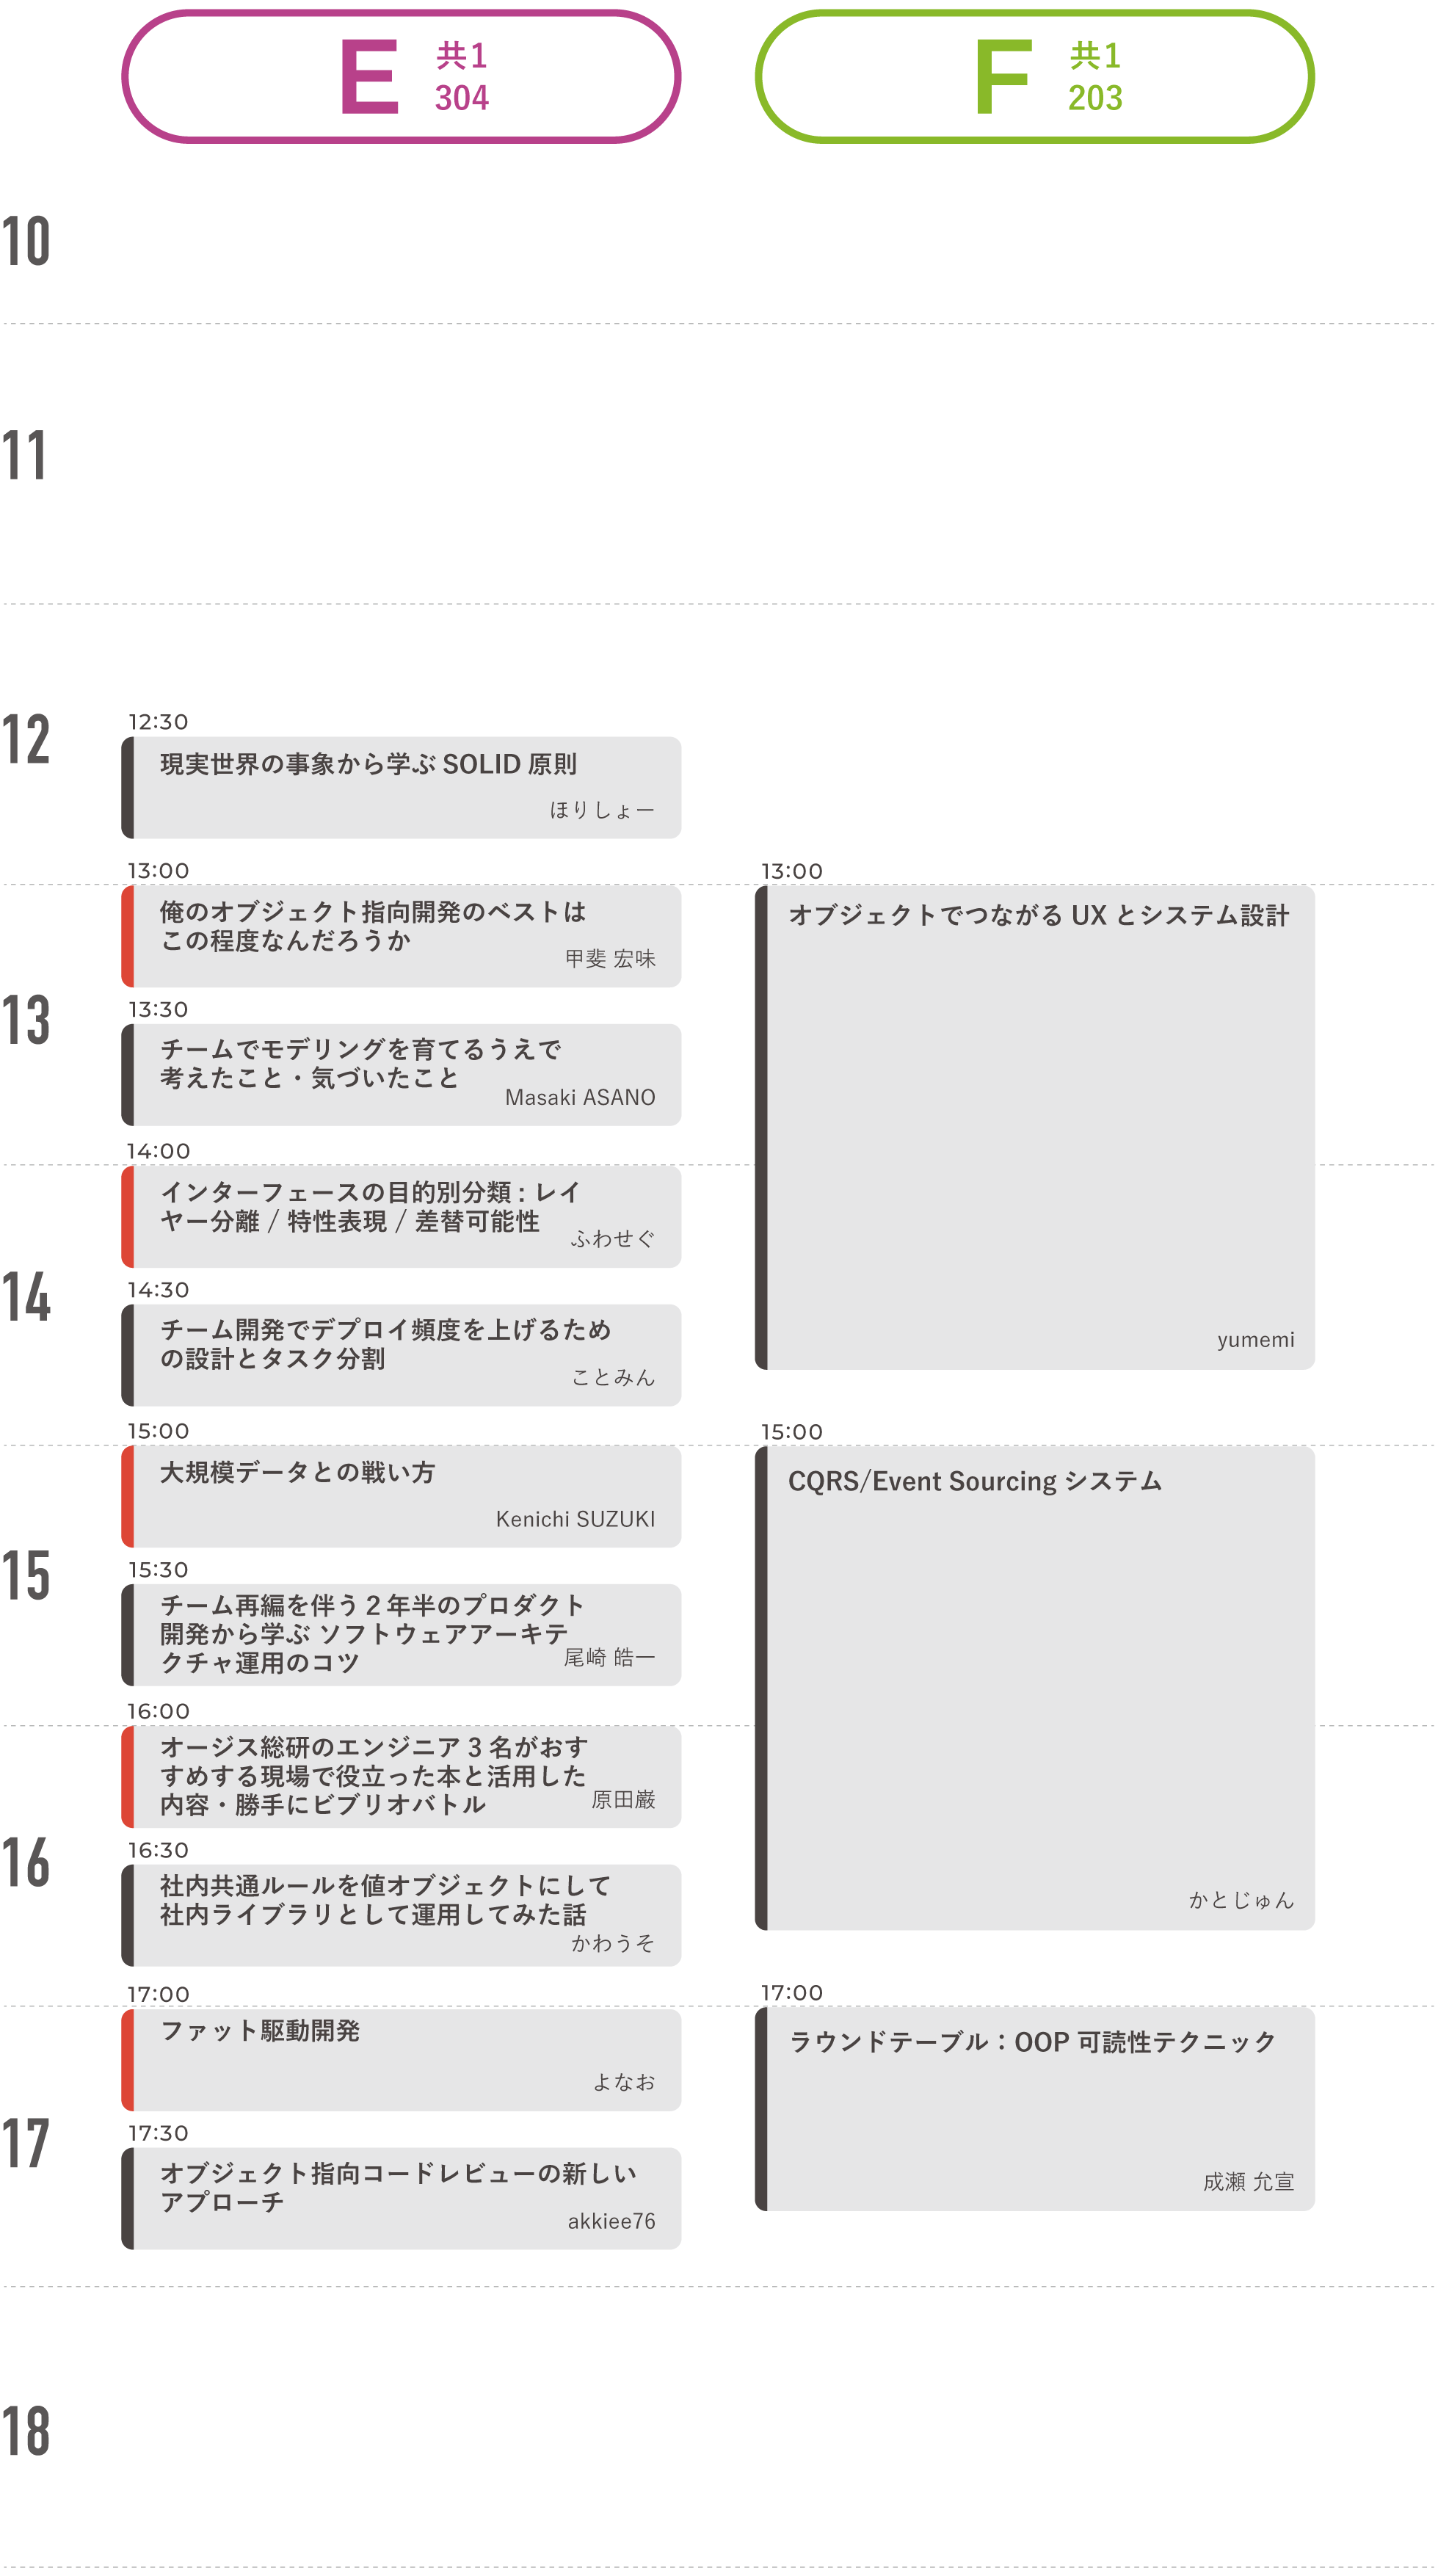 E 共1
304
F 共1
203
10
11
12
12:30
現実世界の事象から学ぶ SOLID 原則
ほりしょー
13:00
俺のオブジェクト指向開発のベストは
この程度なんだろうか
甲斐 宏味
13
13:30
チームでモデリングを育てるうえで
考えたこと・気づいたこと
Masaki ASANO
14:00
インターフェースの目的別分類 : レイ
ヤー分離 / 特性表現 / 差替可能性
ふわせぐ
14
14:30
チーム開発でデプロイ頻度を上げるため
の設計とタスク分割
ことみん
15:00
大規模データとの戦い方
Kenichi SUZUKI
15
15:30
チーム再編を伴う 2 年半のプロダクト
開発から学ぶ ソフトウェアアーキテ
クチャ運用のコツ
尾崎 皓一
16:00
オージス総研のエンジニア 3 名がおす
すめする現場で役立った本と活用した
内容・勝手にビブリオバトル
原田巌
16
16:30
社内共通ルールを値オブジェクトにして
社内ライブラリとして運用してみた話
かわうそ
17:00
ファット駆動開発
よなお
17
17:30
オブジェクト指向コードレビューの新しい
アプローチ
akkiee76
13:00
オブジェクトでつながる UX とシステム設計
yumemi
15:00
CQRS/Event Sourcing システム
かとじゅん
17:00
ラウンドテーブル：OOP 可読性テクニック
成瀬 允宣
18